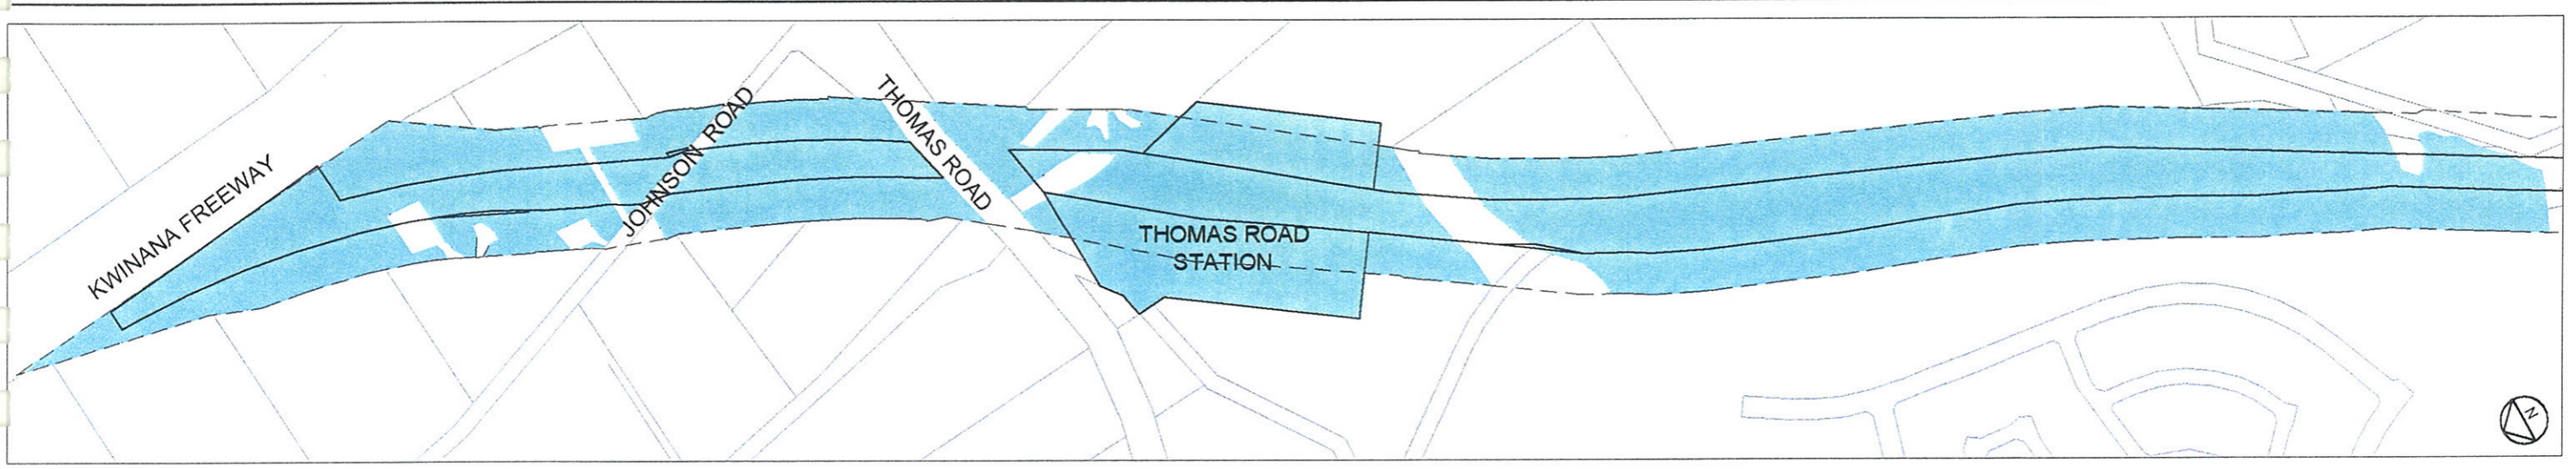 KWINANA FREEWAY
JOHNSON ROAD
THOMAS ROAD
THOMAS ROAD
STATION
N